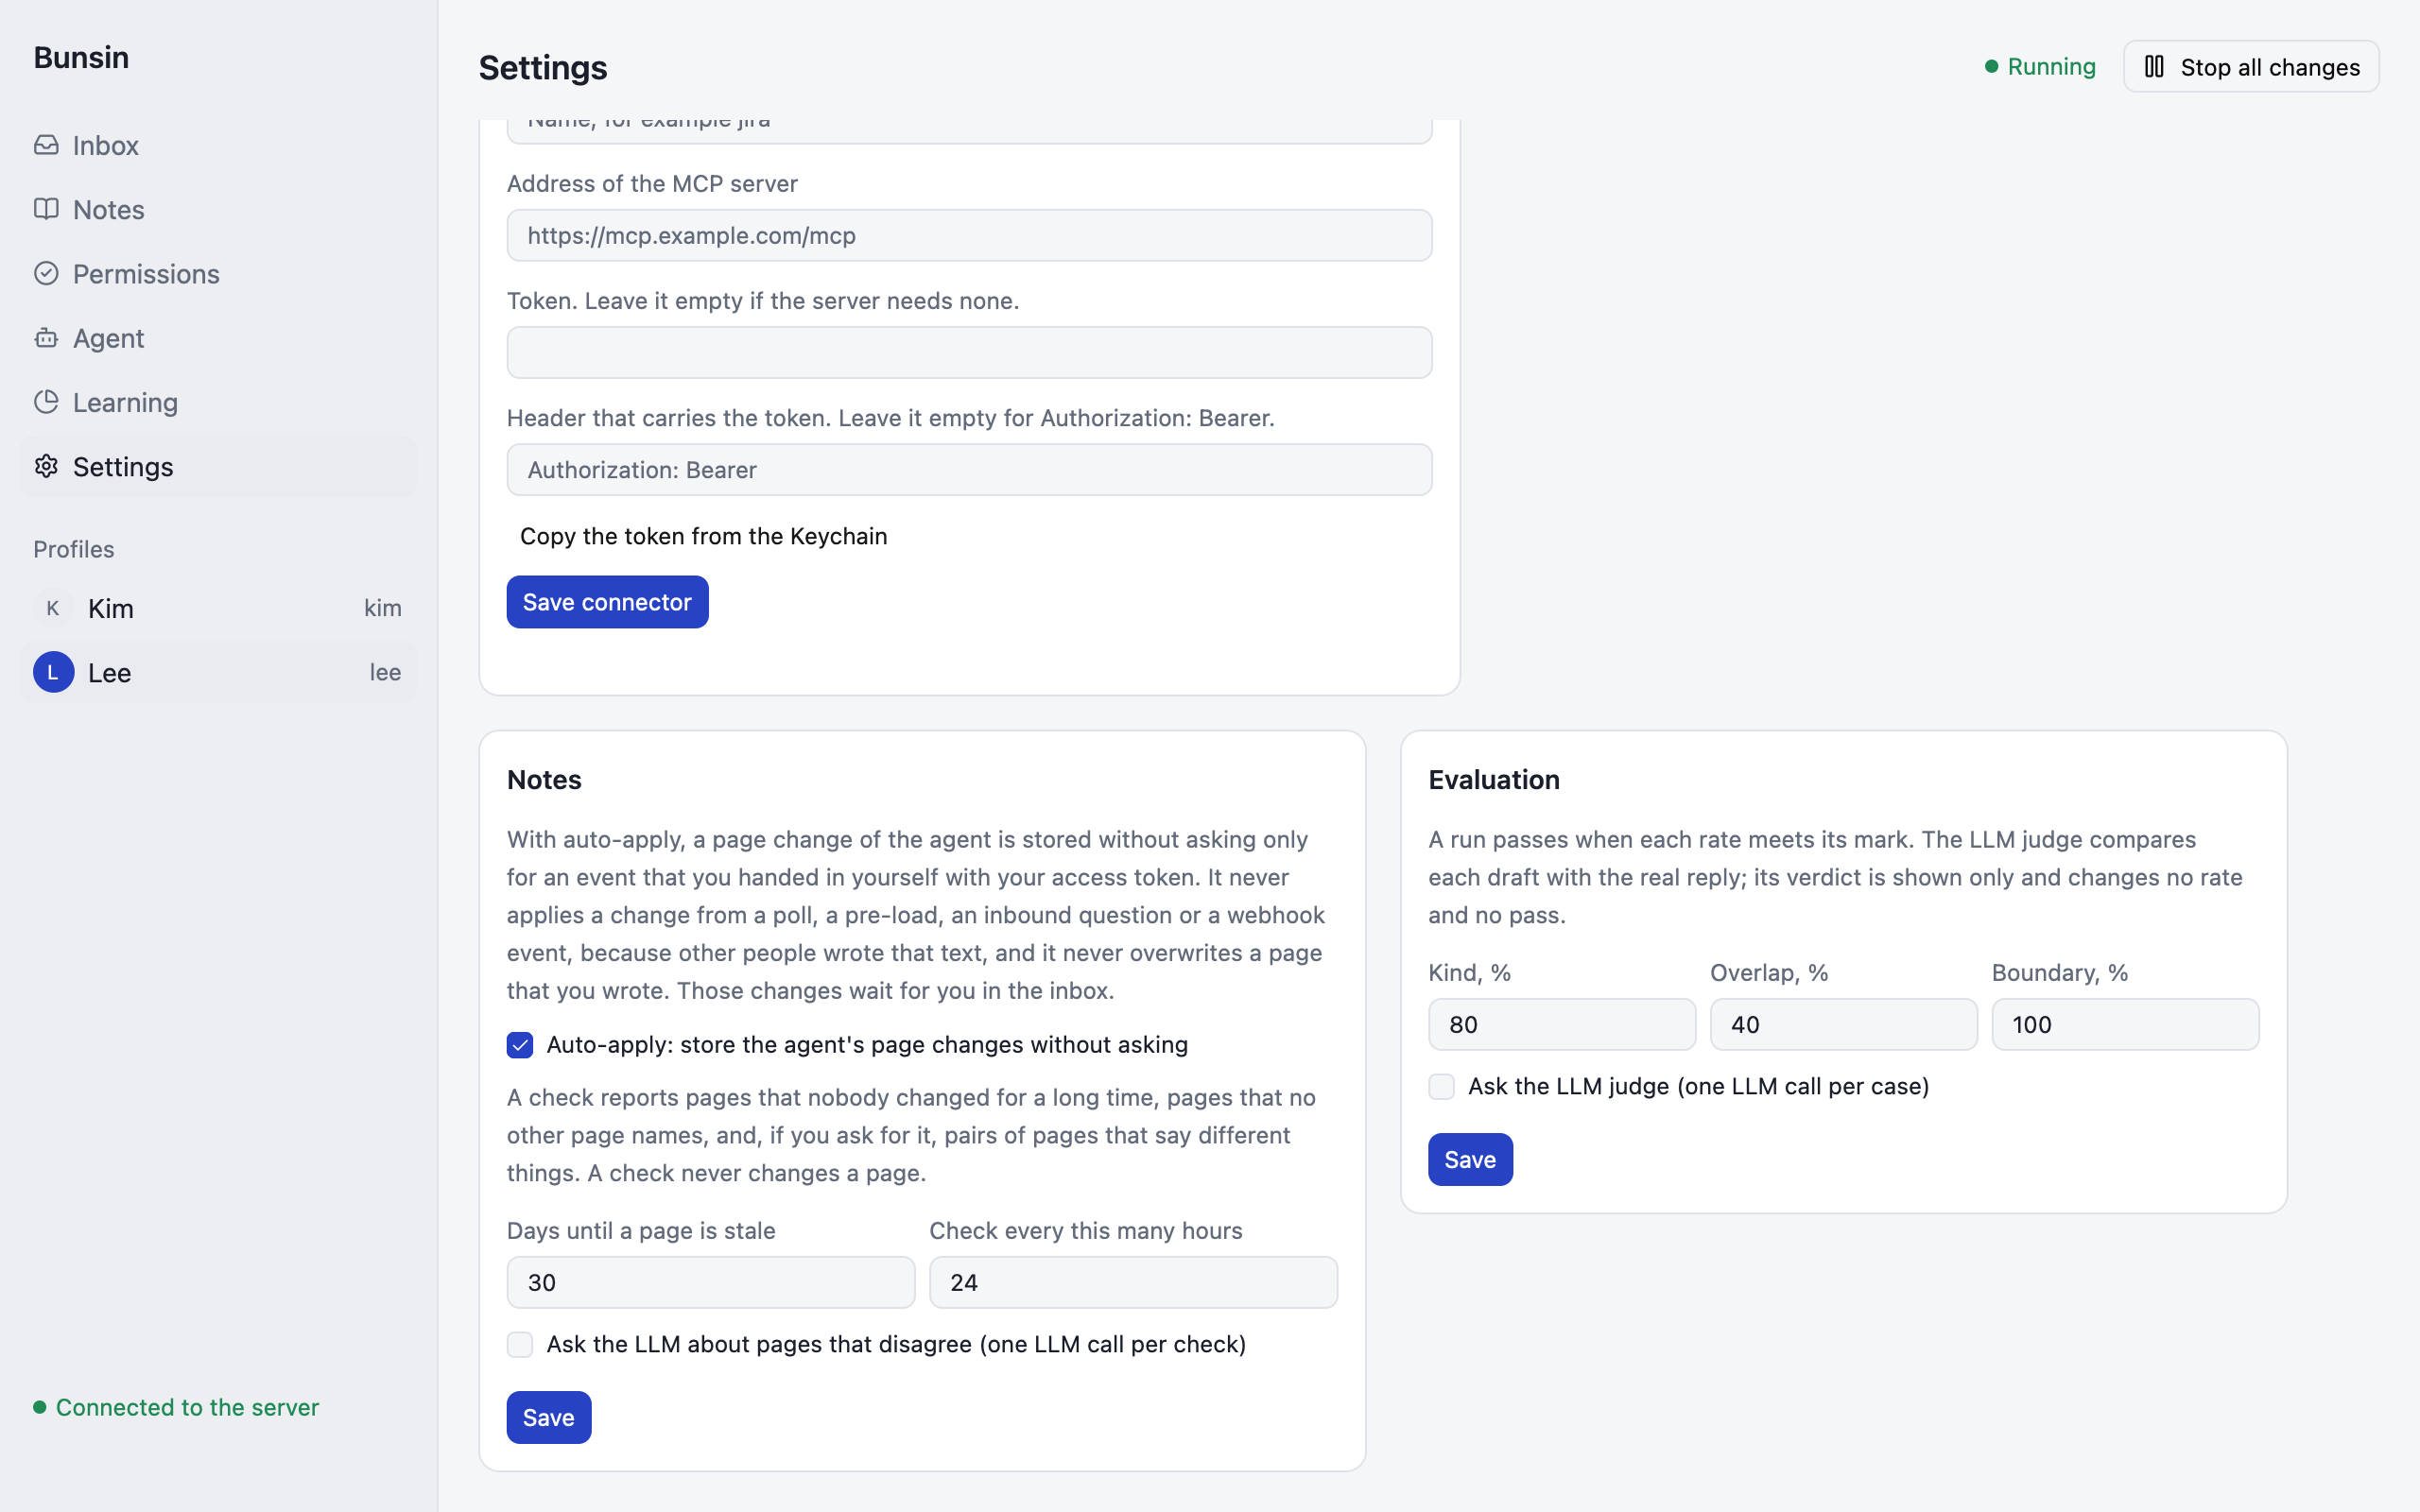 Bunsin
Inbox
Notes
Permissions
Agent
Learning
Settings
Profiles
K Kim kim
L Lee lee
Connected to the server
Settings
Running
Stop all changes
Name, for example jira
Address of the MCP server
https://mcp.example.com/mcp
Token. Leave it empty if the server needs none.
Header that carries the token. Leave it empty for Authorization: Bearer.
Authorization: Bearer
Copy the token from the Keychain
Save connector
Notes
With auto-apply, a page change of the agent is stored without asking only
for an event that you handed in yourself with your access token. It never
applies a change from a poll, a pre-load, an inbound question or a webhook
event, because other people wrote that text, and it never overwrites a page
that you wrote. Those changes wait for you in the inbox.
Auto-apply: store the agent's page changes without asking
A check reports pages that nobody changed for a long time, pages that no
other page names, and, if you ask for it, pairs of pages that say different
things. A check never changes a page.
Days until a page is stale
Check every this many hours
30
24
Ask the LLM about pages that disagree (one LLM call per check)
Save
Evaluation
A run passes when each rate meets its mark. The LLM judge compares
each draft with the real reply; its verdict is shown only and changes no rate
and no pass.
Kind, %
Overlap, %
Boundary, %
80
40
100
Ask the LLM judge (one LLM call per case)
Save